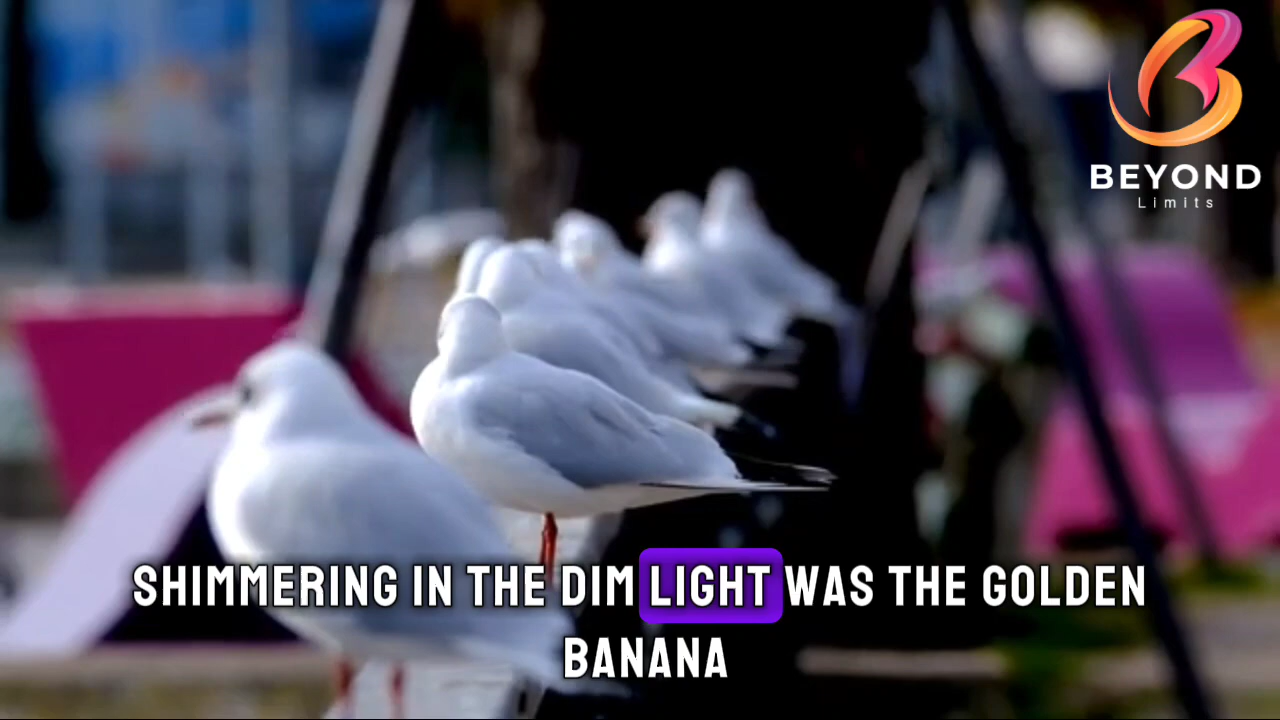 BEYOND
Limits
SHIMMERING IN THE DIM LIGHT WAS THE GOLDEN
BANANA